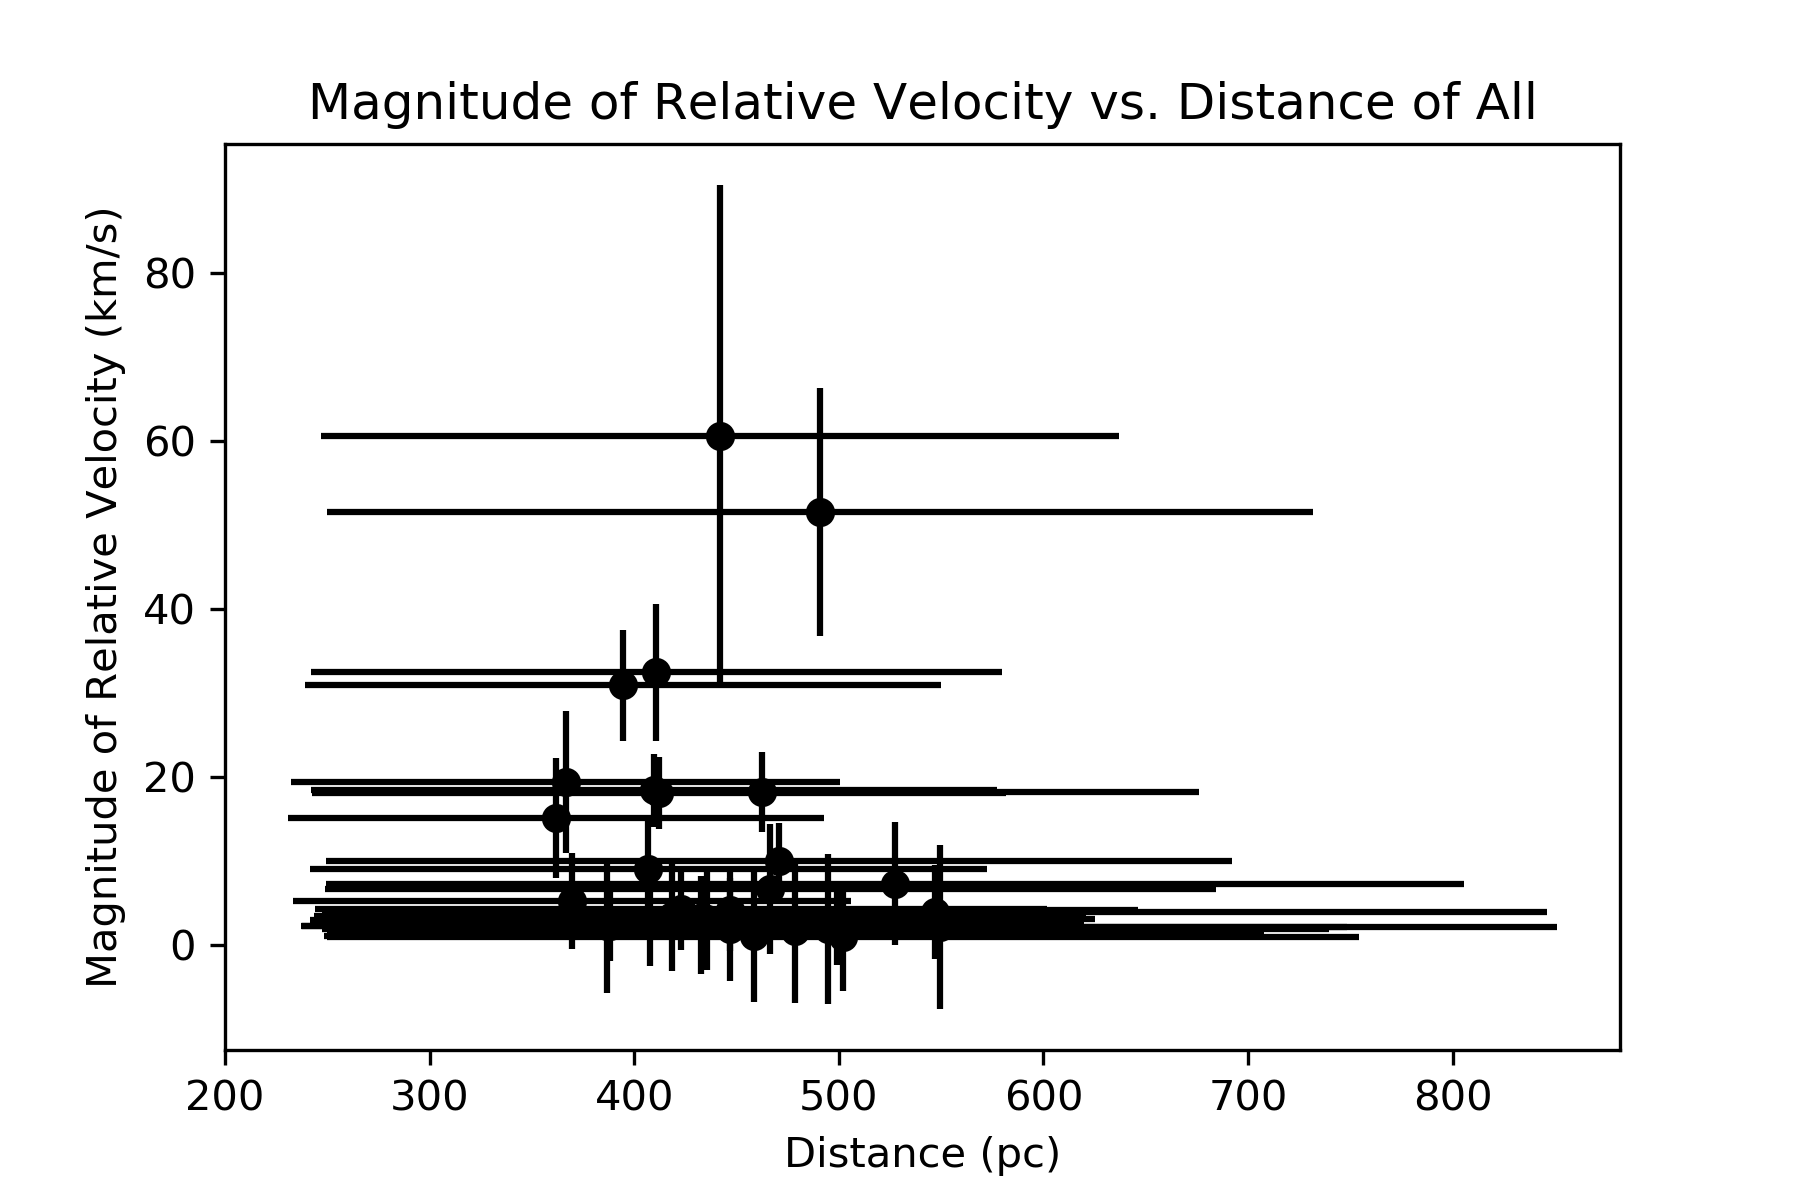 Magnitude of Relative Velocity vs. Distance of All
Magnitude of Relative Velocity (km/s)
80
60
40
20
0
200 300 400 500 600 700 800
Distance (pc)